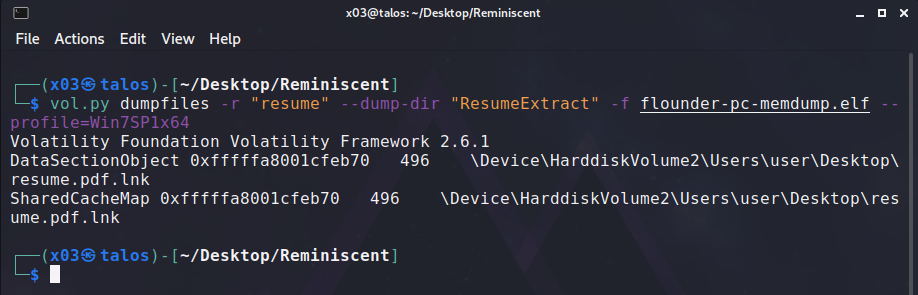 x03@talos: ~/Desktop/Reminiscent
File Actions Edit View Help
┌──(x03㉿talos)-[~/Desktop/Reminiscent]
└─$ vol.py dumpfiles -r "resume" --dump-dir "ResumeExtract" -f flounder-pc-memdump.elf --
profile=Win7SP1x64
Volatility Foundation Volatility Framework 2.6.1
DataSectionObject 0xfffffa8001cfeb70   496    \Device\HarddiskVolume2\Users\user\Desktop\
resume.pdf.lnk
SharedCacheMap 0xfffffa8001cfeb70   496    \Device\HarddiskVolume2\Users\user\Desktop\res
ume.pdf.lnk
┌──(x03㉿talos)-[~/Desktop/Reminiscent]
└─$